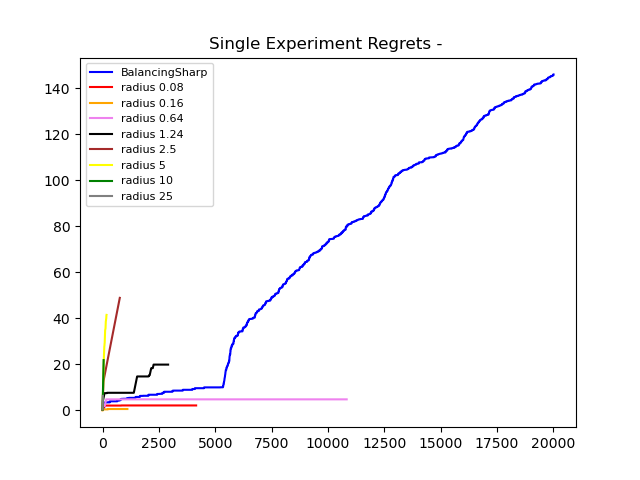 Single Experiment Regrets -
BalancingSharp
radius 0.08
radius 0.16
radius 0.64
radius 1.24
radius 2.5
radius 5
radius 10
radius 25
140
120
100
80
60
40
20
0
0 2500 5000 7500 10000 12500 15000 17500 20000